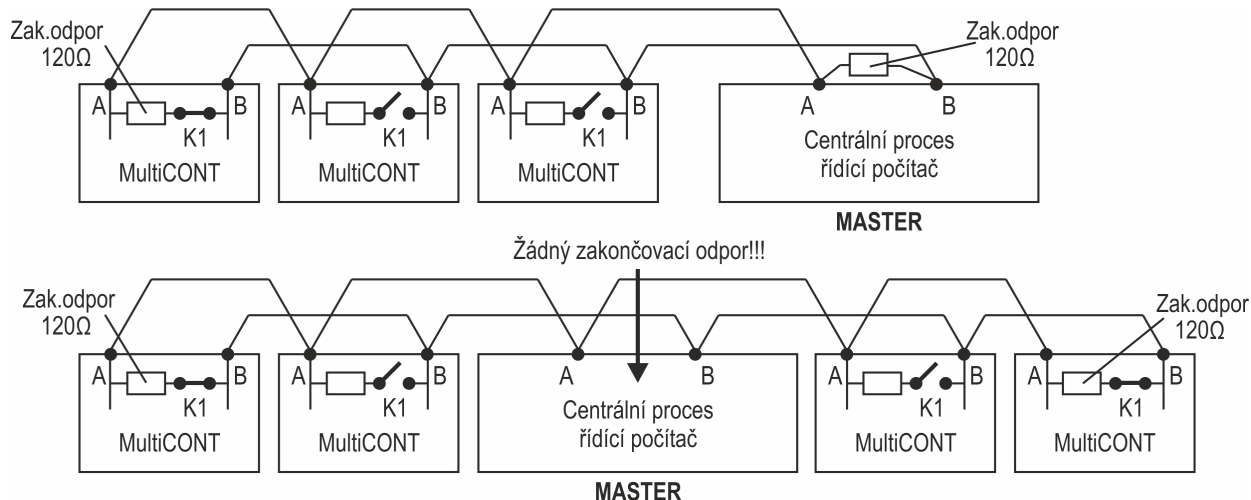 Zak.odpor
120Ω
Zak.odpor
120Ω
A
B
K1
MultiCONT
A
B
K1
MultiCONT
A
B
K1
MultiCONT
A
B
Centrální proces
řídící počítač
MASTER
Žádný zakončovací odpor!!!
Zak.odpor
120Ω
Zak.odpor
120Ω
A
B
K1
MultiCONT
A
B
K1
MultiCONT
A
B
Centrální proces
řídící počítač
MASTER
A
B
K1
MultiCONT
A
B
K1
MultiCONT